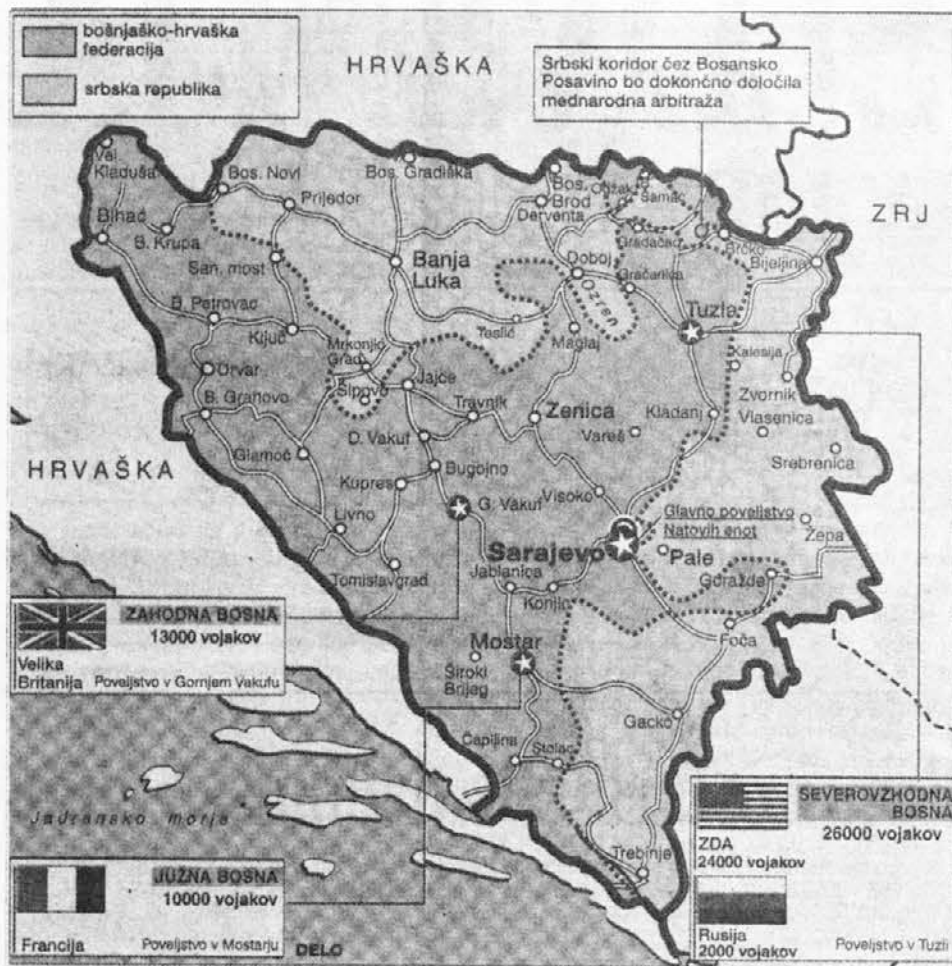 bošnjaško-hrvaška
federacija
srbska republika
HRVAŠKA
Srbski koridor čez Bosansko
Posavino bo dokončno določila
mednarodna arbitraža
ZRJ
Vel.
Kladuša
Bos. Novi
Bos. Gradiška
Bos.
Brod
Odžak
Šamac
Bihać
B. Krupa
Prijedor
Derventa
Gradačac
Brčko
Bijeljina
San. most
Banja
Luka
Doboj
Gračanica
Ozren
B. Petrovac
Ključ
Teslić
Maglaj
Tuzla
Mrkonjić
Grad
Kalesija
Drvar
Šipovo
Jajce
Zvornik
B. Grahovo
Travnik
Zenica
Kladanj
Vlasenica
Vareš
HRVAŠKA
Glamoč
D. Vakuf
Srebrenica
Kupres
Bugojno
Visoko
Livno
G. Vakuf
Glavno poveljstvo
Natovih enot
Žepa
Sarajevo
Pale
Tomislavgrad
Jablanica
Konjic
Goražde
ZAHODNA BOSNA
13000 vojakov
Velika
Britanija
Poveljstvo v Gornjem Vakufu
Mostar
Foča
Široki
Brijeg
Gacko
Čapljina
Stolac
Jadransko morje
SEVEROVZHODNA
BOSNA
26000 vojakov
ZDA
24000 vojakov
Rusija
2000 vojakov
Poveljstvo v Tuzli
Trebinje
JUŽNA BOSNA
10000 vojakov
Francija
Poveljstvo v Mostarju
DELO